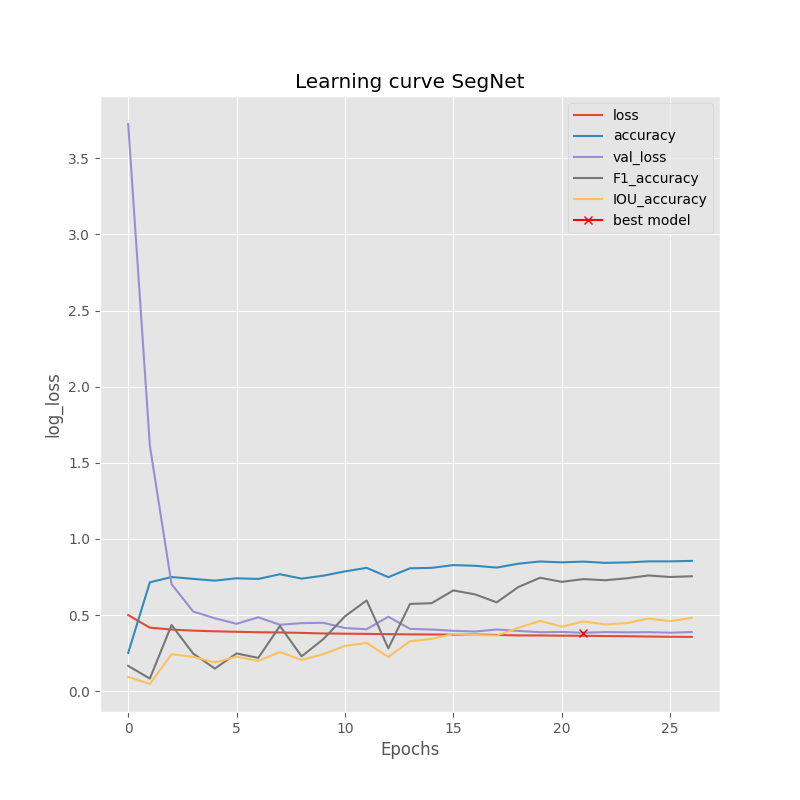 Learning curve SegNet
loss
accuracy
val_loss
F1_accuracy
IOU_accuracy
best model
3.5
3.0
2.5
2.0
1.5
1.0
0.5
0.0
log_loss
0 5 10 15 20 25
Epochs